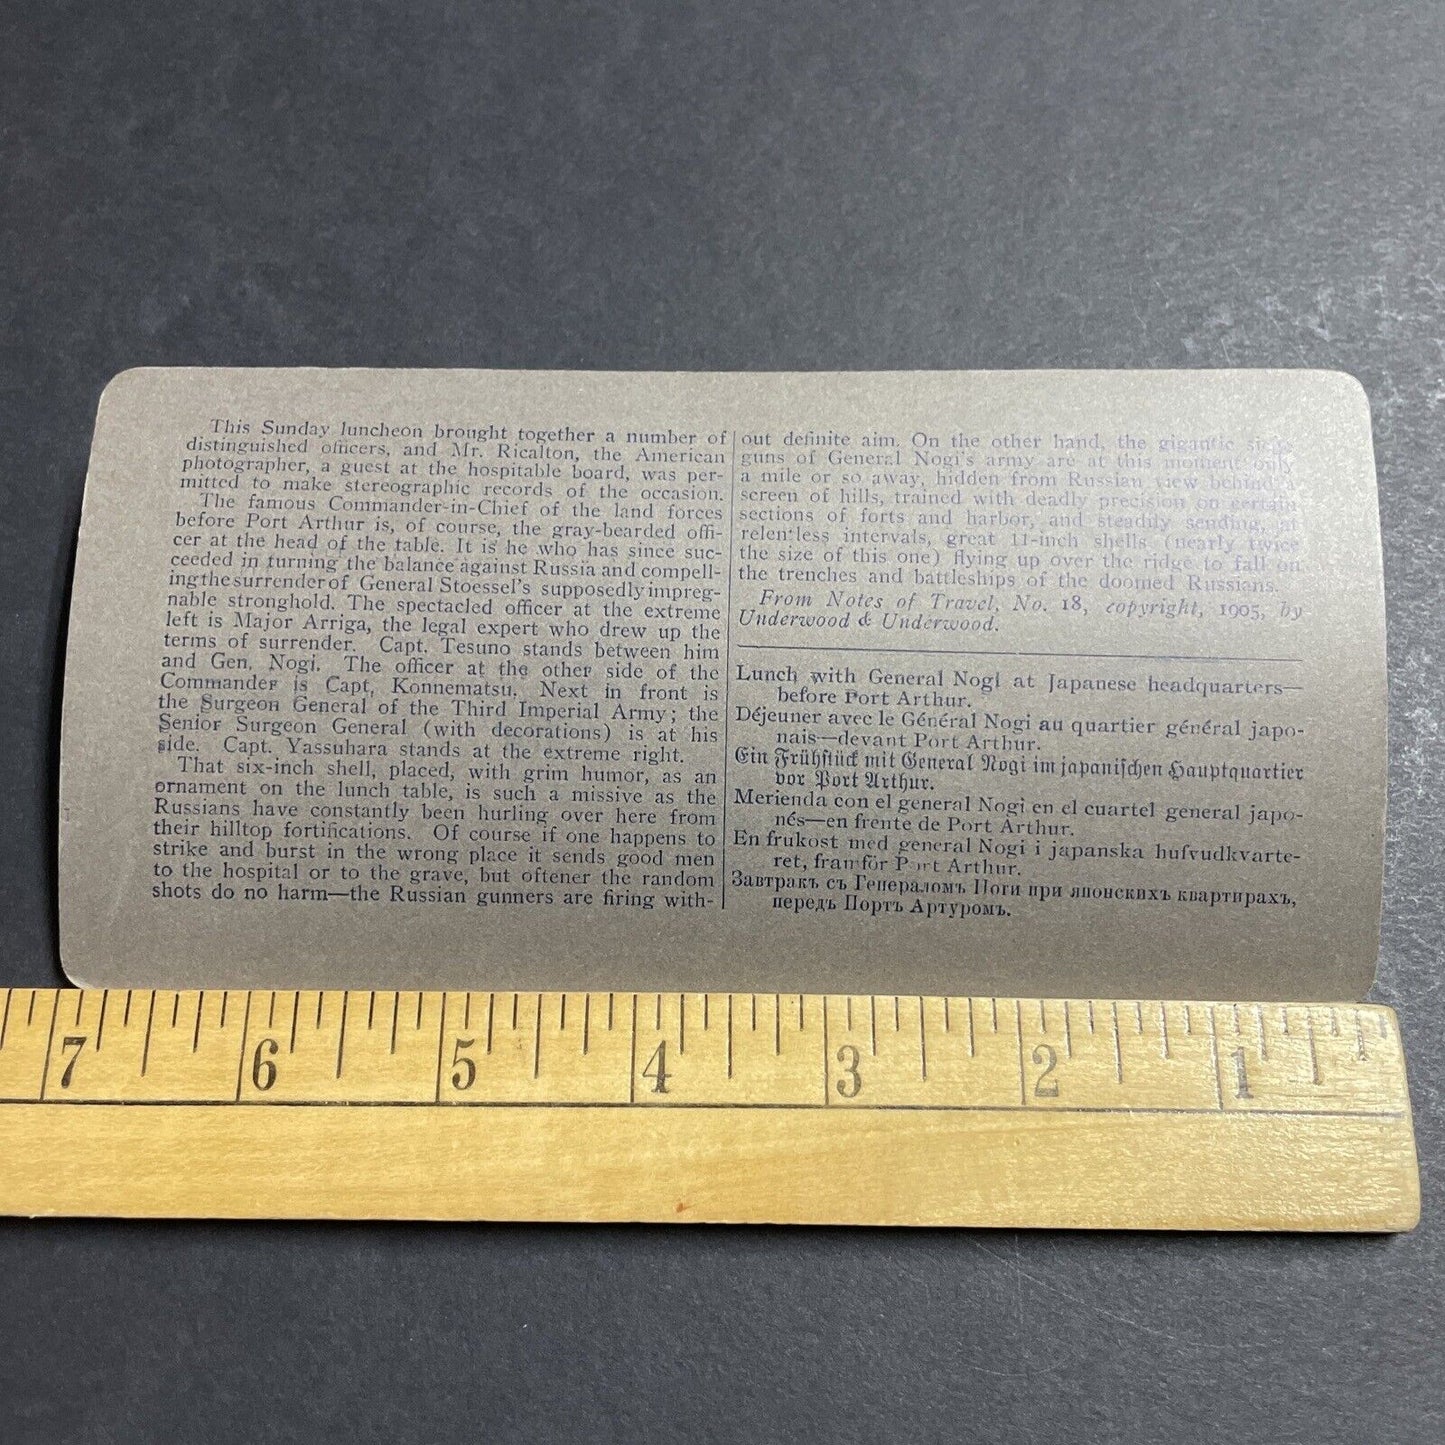 This Sunday luncheon brought together a number of
distinguished officers, and Mr. Ricalton, the American
photographer, a guest at the hospitable board, was per-
mitted to make stereographic records of the occasion.
The famous Commander-in-Chief of the land forces
before Port Arthur is, of course, the gray-bearded offi-
cer at the head of the table. It is he who has since suc-
ceeded in turning the balance against Russia and compell-
ing the surrender of General Stoessel's supposedly impreg-
nable stronghold. The spectacled officer at the extreme
left is Major Arriga, the legal expert who drew up the
terms of surrender. Capt. Tesuno stands between him
and Gen. Nogi. The officer at the other side of the
Commander is Capt. Konnematsu. Next in front is
the Surgeon General of the Third Imperial Army; the
Senior Surgeon General (with decorations) is at his
side. Capt. Yassuhara stands at the extreme right.
That six-inch shell, placed, with grim humor, as an
ornament on the lunch table, is such a missive as the
Russians have constantly been hurling over here from
their hilltop fortifications. Of course if one happens to
strike and burst in the wrong place it sends good men
to the hospital or to the grave, but oftener the random
shots do no harm—the Russian gunners are firing with-
out definite aim. On the other hand, the gigantic siege
guns of General Nogi's army are at this moment only
a mile or so away, hidden from Russian view behind a
screen of hills, trained with deadly precision on certain
sections of forts and harbor, and steadily sending, at
relentless intervals, great 11-inch shells (nearly twice
the size of this one) flying up over the ridge to fall on
the trenches and battleships of the doomed Russians.
From Notes of Travel, No. 18, copyright, 1905, by
Underwood & Underwood.
Lunch with General Nogi at Japanese headquarters—
before Port Arthur.
Déjeuner avec le Général Nogi au quartier général japo-
nais—devant Port Arthur.
Ein Frühstück mit General Nogi im japanischen Hauptquartier
vor Port Arthur.
Merienda con el general Nogi en el cuartel general japo-
nés—en frente de Port Arthur.
En frukost med general Nogi i japanska hufvudkvarte-
ret, framför Port Arthur.
Завтракъ съ Генераломъ Ноги при японскихъ квартирахъ,
передъ Портъ Артуромъ.
7 6 5 4 3 2 1